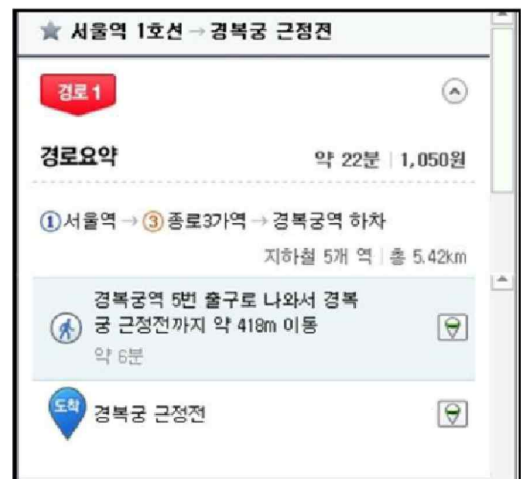 ★ 서울역 1호선 → 경복궁 근정전
경로 1
경로요약 약 22분 | 1,050원
①서울역 → ③종로3가역 → 경복궁역 하차
지하철 5개 역 | 총 5.42km
경복궁역 5번 출구로 나와서 경복
궁 근정전까지 약 418m 이동
약 6분
도착 경복궁 근정전